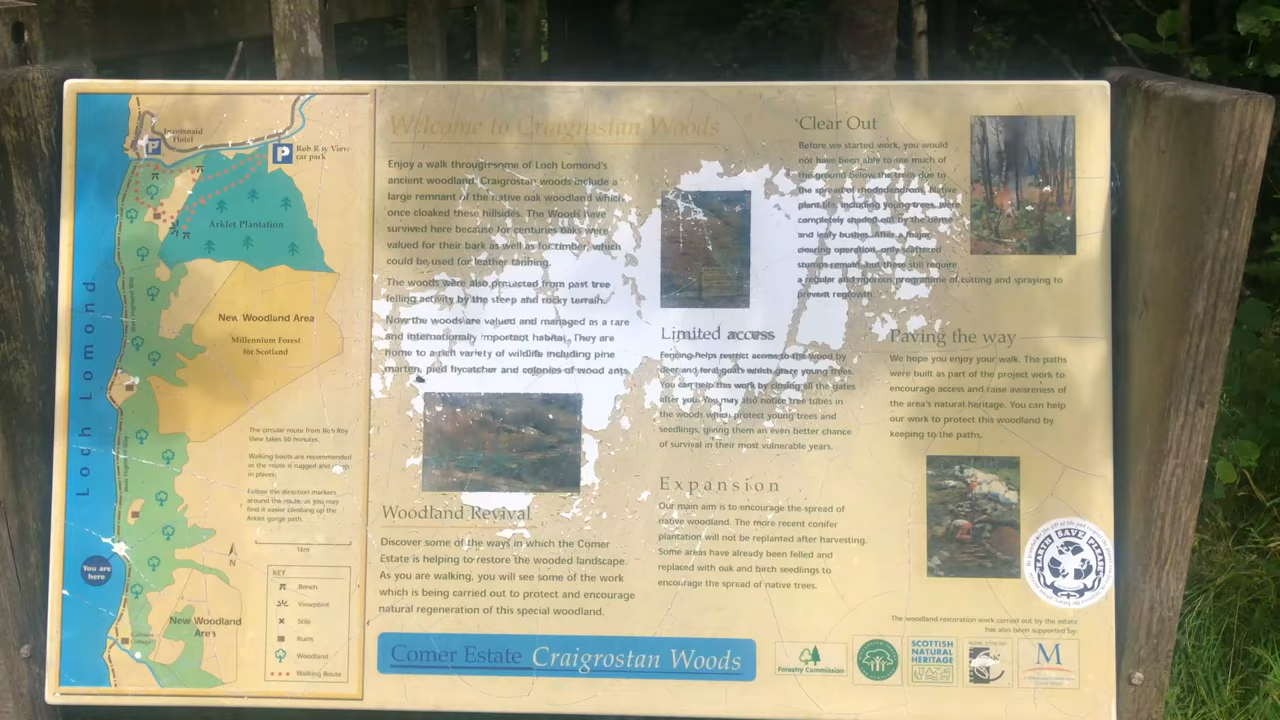 Welcome to Craigrostan Woods
Enjoy a walk through some of Loch Lomond's
ancient woodland. Craigrostan woods include a
large remnant of the native oak woodland which
once cloaked these hillsides. The Woods have
survived here because for centuries oaks were
valued for their bark as well as for timber, which
could be used for leather tanning.
The woods were also protected from past tree
felling activity by the steep and rocky terrain.
Now the woods are valued and managed as a rare
and internationally important habitat. They are
home to a rich variety of wildlife including pine
marten, pied flycatcher and colonies of wood ants.
Woodland Revival
Discover some of the ways in which the Comer
Estate is helping to restore the wooded landscape.
As you are walking, you will see some of the work
which is being carried out to protect and encourage
natural regeneration of this special woodland.
Limited access
Fencing helps restrict access to the wood by
deer and feral goats which graze young trees.
You can help this work by closing all the gates
after you. You may also notice tree tubes in
the woods which protect young trees and
seedlings, giving them an even better chance
of survival in their most vulnerable years.
Expansion
Our main aim is to encourage the spread of
native woodland. The more recent conifer
plantation will not be replanted after harvesting.
Some areas have already been felled and
replaced with oak and birch seedlings to
encourage the spread of native trees.
Clear Out
Before we started work, you would
not have been able to see much of
the ground below the trees due to
the spread of rhododendrons. Native
plant life, including young trees, were
completely shaded out by the dense
and leafy bushes. After a major
clearing operation, only scattered
stumps remain, but these still require
a regular and rigorous programme of cutting and spraying to
prevent regrowth.
Paving the way
We hope you enjoy your walk. The paths
were built as part of the project work to
encourage access and raise awareness of
the area's natural heritage. You can help
our work to protect this woodland by
keeping to the paths.
Inversnaid
Hotel
P
P
Rob Roy View
car park
Arklet Plantation
Loch Lomond
West Highland Way
New Woodland Area
Millennium Forest
for Scotland
The circular route from Rob Roy
View takes 50 minutes.
Walking boots are recommended
as the route is rugged and
in places.
Follow the direction markers
around the route, as you may
find it easier climbing up the
Arklet gorge path.
1km
N
You are
here
New Woodland
Area
Cottage
KEY
Bench
Viewpoint
Stile
Ruins
Woodland
Walking Route
Comer Estate Craigrostan Woods
The woodland restoration work carried out by the estate
has also been supported by:
Forestry Commission
SCOTTISH
NATURAL
HERITAGE
M
SAVE
PLEASE
EARTH